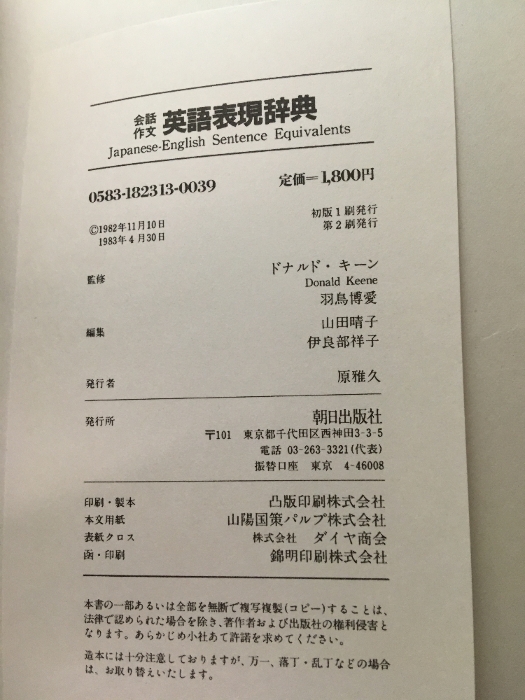 会話
作文 英語表現辞典
Japanese-English Sentence Equivalents
0583-182313-0039 定価=1,800円
©1982年11月10日 初版1刷発行
1983年4月30日 第2刷発行
監修 ドナルド・キーン
Donald Keene
羽鳥博愛
編集 山田晴子
伊良部祥子
発行者 原雅久
発行所 朝日出版社
〒101 東京都千代田区西神田3-3-5
電話 03-263-3321(代表)
振替口座 東京 4-46008
印刷・製本 凸版印刷株式会社
本文用紙 山陽国策パルプ株式会社
表紙クロス 株式会社 ダイヤ商会
函・印刷 錦明印刷株式会社
本書の一部あるいは全部を無断で複写複製(コピー)することは、
法律で認められた場合を除き、著作者および出版社の権利侵害と
なります。あらかじめ小社あて許諾を求めてください。
造本には十分注意しておりますが、万一、落丁・乱丁などの場合
は、お取り替えいたします。